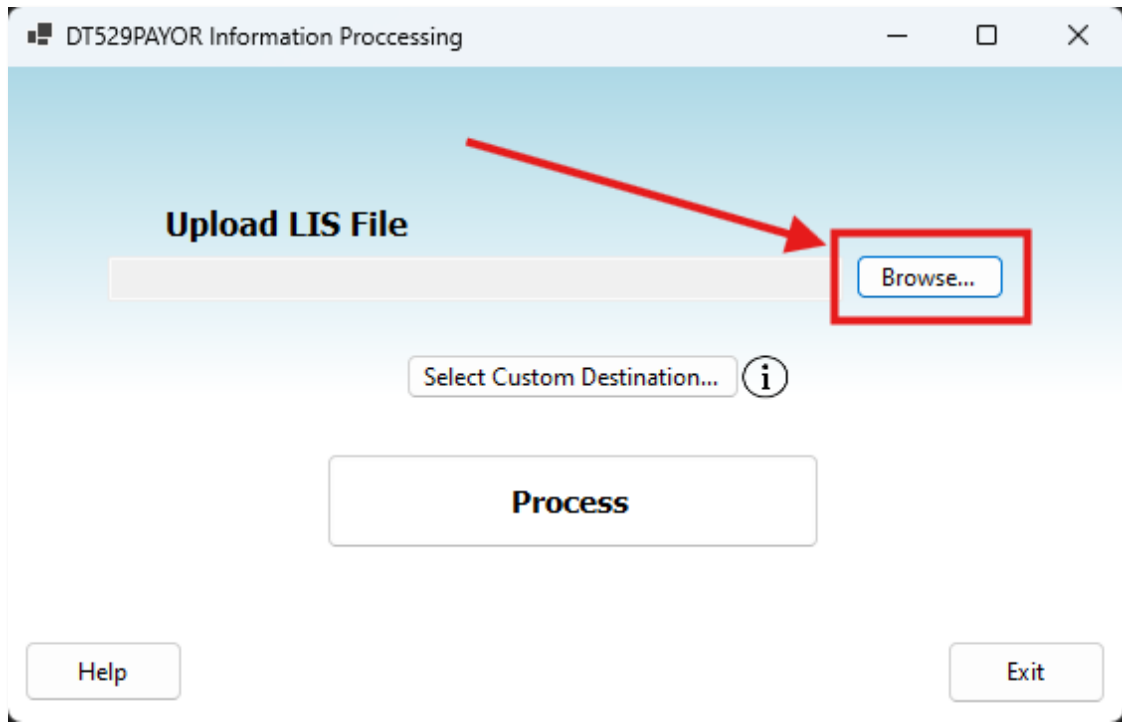 DT529PAYOR Information Proccessing
Upload LIS File
Browse...
Select Custom Destination... i
Process
Help
Exit